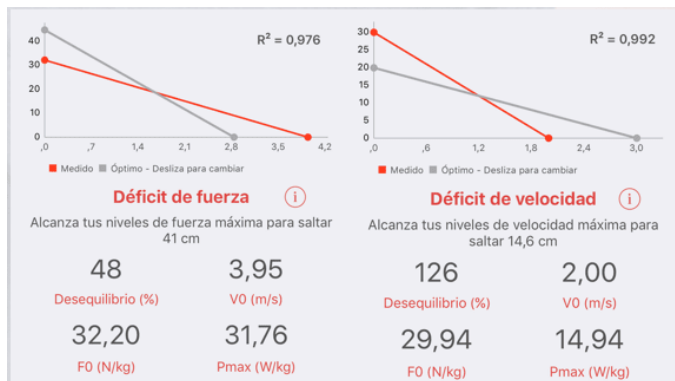 R² = 0,976
40
30
20
10
0
,0 ,7 1,4 2,1 2,8 3,5 4,2
Medido Óptimo - Desliza para cambiar
Déficit de fuerza i
Alcanza tus niveles de fuerza máxima para saltar
41 cm
48 3,95
Desequilibrio (%) V0 (m/s)
32,20 31,76
F0 (N/kg) Pmax (W/kg)
R² = 0,992
30
25
20
15
10
5
0
,0 ,6 1,2 1,8 2,4 3,0
Medido Óptimo - Desliza para cambiar
Déficit de velocidad i
Alcanza tus niveles de velocidad máxima para
saltar 14,6 cm
126 2,00
Desequilibrio (%) V0 (m/s)
29,94 14,94
F0 (N/kg) Pmax (W/kg)